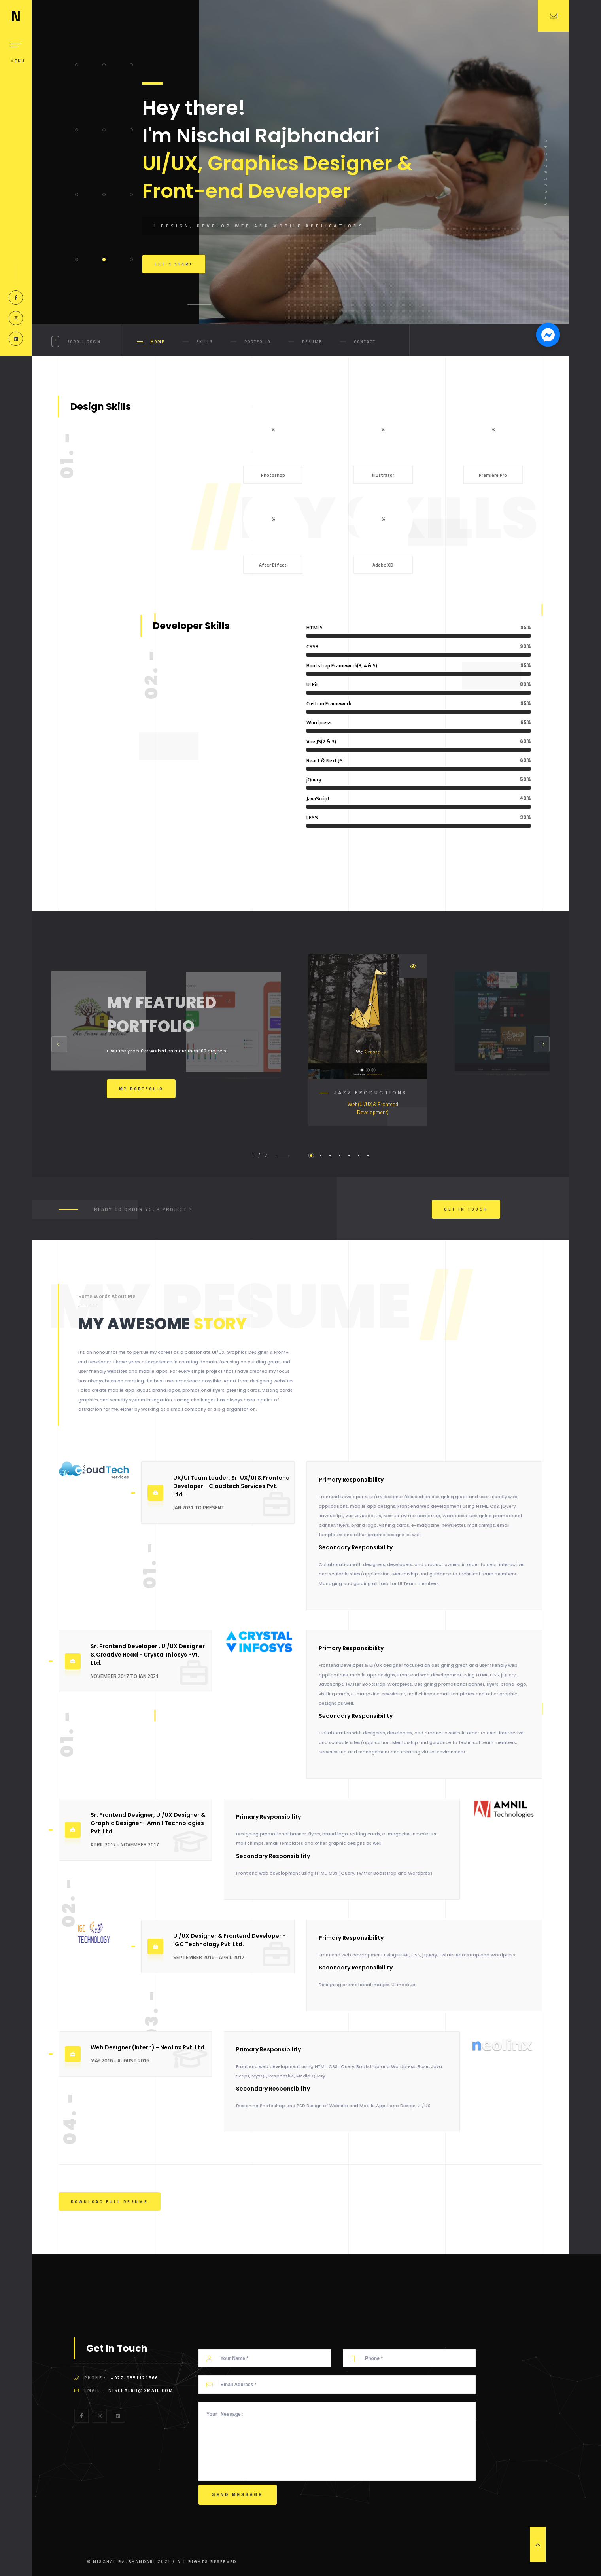 N
MENU
Hey there!
I'm Nischal Rajbhandari
UI/UX, Graphics Designer &
Front-end Developer
I DESIGN, DEVELOP WEB AND MOBILE APPLICATIONS
LET'S START
SCROLL DOWN
HOME
SKILLS
PORTFOLIO
RESUME
CONTACT
Design Skills
01. –
MY SKILLS
%
%
%
Photoshop
Illustrator
Premiere Pro
%
%
After Effect
Adobe XD
Developer Skills
02. –
HTML5 95%
CSS3 90%
Bootstrap Framework(3, 4 & 5) 95%
UI Kit 90%
Custom Framework 95%
Wordpress 65%
Vue JS(2 & 3) 60%
React & Next JS 60%
jQuery 50%
JavaScript 40%
LESS 30%
MY FEATURED
PORTFOLIO
Over the years I've worked on more than 100 projects
MY PORTFOLIO
We Create
JAZZ PRODUCTIONS
Web(UI/UX & Frontend
Development)
1 / 7
READY TO ORDER YOUR PROJECT ?
GET IN TOUCH
MY RESUME //
Some Words About Me
MY AWESOME STORY
It's an honour for me to persue my career as a passionate UI/UX, Graphics Designer & Front-
end Developer. I have years of experience in creating domain, focusing on building great and
user friendly websites and mobile apps. For every single project that I have created my focus
has always been on creating the best user experience possible. Apart from designing websites
I also create mobile app layout, brand logos, promotional flyers, greeting cards, visiting cards,
graphics and security system integration. Facing challenges has always been a point of
attraction for me, either by working at a small company or a big organization.
CloudTech
services
UX/UI Team Leader, Sr. UX/UI & Frontend
Developer - Cloudtech Services Pvt.
Ltd..
JAN 2021 TO PRESENT
01. –
Primary Responsibility
Frontend Developer & UI/UX designer focused on designing great and user friendly web
applications, mobile app designs, Front end web development using HTML, CSS, jQuery,
JavaScript, Vue Js, React Js, Next Js Twitter Bootstrap, Wordpress. Designing promotional
banner, flyers, brand logo, visiting cards, e-magazine, newsletter, mail chimps, email
templates and other graphic designs as well.
Secondary Responsibility
Collaboration with designers, developers, and product owners in order to avail interactive
and scalable sites/application. Mentorship and guidance to technical team members,
Managing and guiding all task for UI Team members
Sr. Frontend Developer , UI/UX Designer
& Creative Head - Crystal Infosys Pvt.
Ltd.
NOVEMBER 2017 TO JAN 2021
01. –
CRYSTAL
INFOSYS
Primary Responsibility
Frontend Developer & UI/UX designer focused on designing great and user friendly web
applications, mobile app designs, Front end web development using HTML, CSS, jQuery,
JavaScript, Twitter Bootstrap, Wordpress. Designing promotional banner, flyers, brand logo,
visiting cards, e-magazine, newsletter, mail chimps, email templates and other graphic
designs as well.
Secondary Responsibility
Collaboration with designers, developers, and product owners in order to avail interactive
and scalable sites/application. Mentorship and guidance to technical team members,
Server setup and management and creating virtual environment.
Sr. Frontend Designer, UI/UX Designer &
Graphic Designer - Amnil Technologies
Pvt. Ltd.
APRIL 2017 - NOVEMBER 2017
02. –
Primary Responsibility
Designing promotional banner, flyers, brand logo, visiting cards, e-magazine, newsletter,
mail chimps, email templates and other graphic designs as well.
Secondary Responsibility
Front end web development using HTML, CSS, jQuery, Twitter Bootstrap and Wordpress
AMNIL
Technologies
IGC
TECHNOLOGY
UI/UX Designer & Frontend Developer -
IGC Technology Pvt. Ltd.
SEPTEMBER 2016 - APRIL 2017
03. –
Primary Responsibility
Front end web development using HTML, CSS, jQuery, Twitter Bootstrap and Wordpress
Secondary Responsibility
Designing promotional images, UI mockup
Web Designer (Intern) - Neolinx Pvt. Ltd.
MAY 2016 - AUGUST 2016
04. –
Primary Responsibility
Front end web development using HTML, CSS, jQuery, Bootstrap and Wordpress, Basic Java
Script, MySQL, Responsive, Media Query
Secondary Responsibility
Designing Photoshop and PSD Design of Website and Mobile App, Logo Design, UI/UX
neolinx
DOWNLOAD FULL RESUME
Get In Touch
PHONE : +977-9851171566
EMAIL : NISCHALRB@GMAIL.COM
Your Name *
Phone *
Email Address *
Your Message:
SEND MESSAGE
© NISCHAL RAJBHANDARI 2021 / ALL RIGHTS RESERVED.